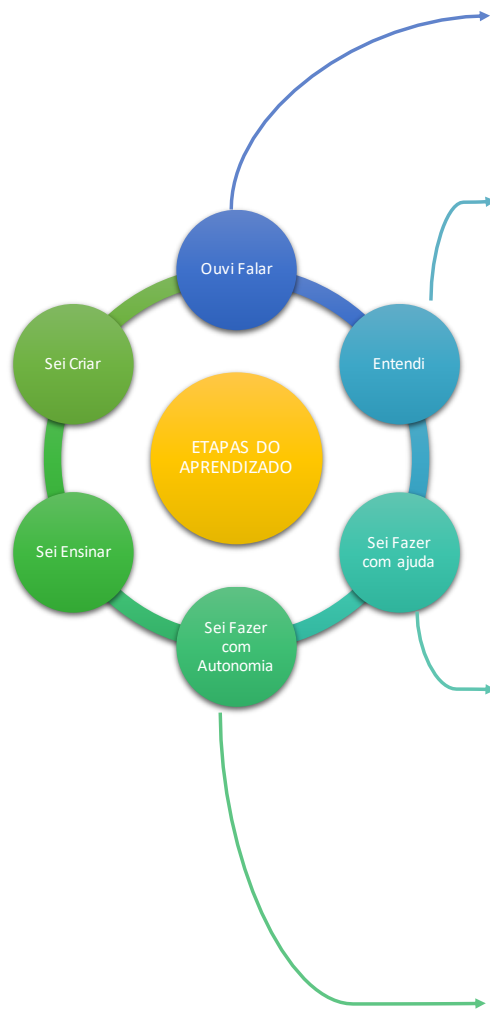 Ouvi Falar
Entendi
Sei Fazer
com ajuda
Sei Fazer
com
Autonomia
Sei Ensinar
Sei Criar
ETAPAS DO
APRENDIZADO